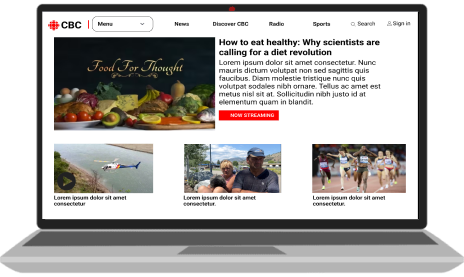 CBC
Menu
News
Discover CBC
Radio
Sports
Search
Sign in
Food For Thought
How to eat healthy: Why scientists are
calling for a diet revolution
Lorem ipsum dolor sit amet consectetur. Nunc
mauris dictum volutpat non sed sagittis quis
faucibus. Diam molestie tristique nunc quis
volutpat sodales nibh ornare. Tellus ac amet est
metus nisl sit at. Sollicitudin nibh justo id at
elementum quam in blandit.
NOW STREAMING
Lorem ipsum dolor sit amet
consectetur
Lorem ipsum dolor sit amet
consectetur.
Lorem ipsum dolor sit amet
consectetur.